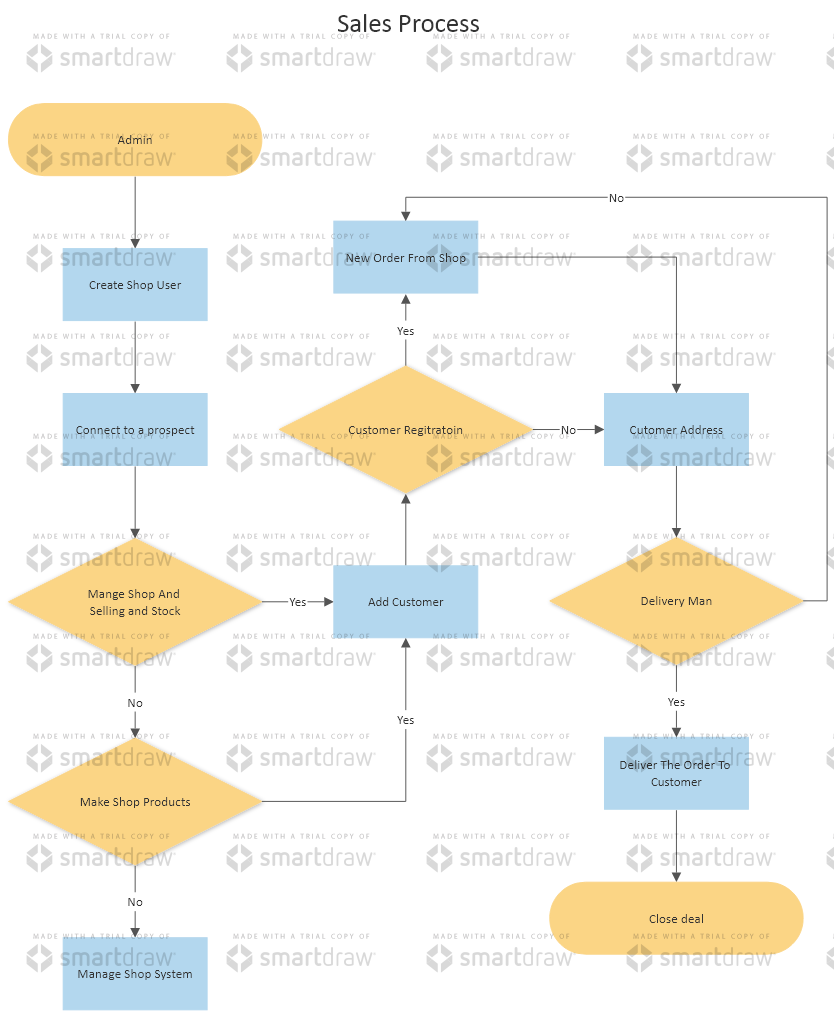 Sales Process
MADE WITH A TRIAL COPY OF
smartdraw
Admin
No
Create Shop User
New Order From Shop
Yes
Connect to a prospect
Customer Regitratoin
No
Cutomer Address
Mange Shop And
Selling and Stock
Yes
Add Customer
Delivery Man
No
Yes
Yes
Make Shop Products
Deliver The Order To
Customer
No
Close deal
Manage Shop System